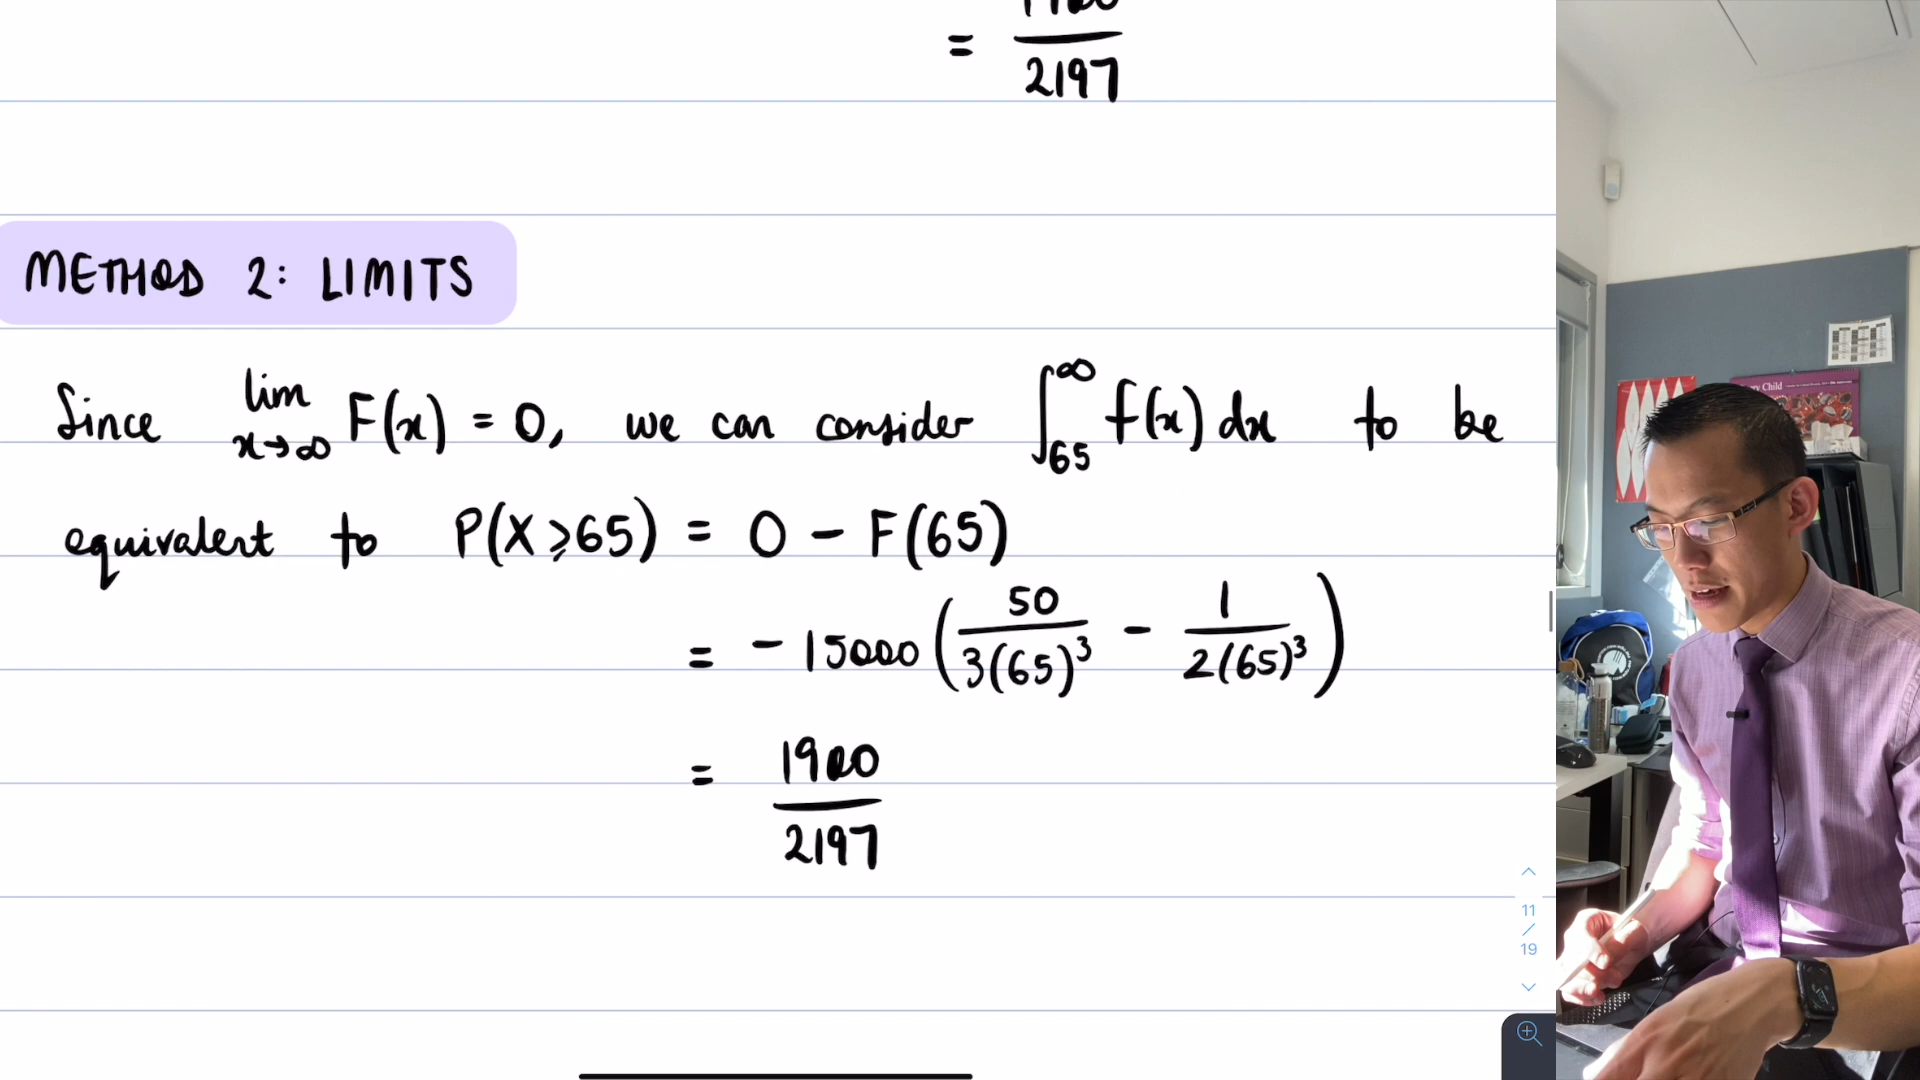 = 1900/2197
METHOD 2: LIMITS
Since lim x→∞ F(x) = 0, we can consider ∫₆₅^∞ f(x) dx to be
equivalent to P(X ⩾ 65) = 0 - F(65)
= -15000 (50/3(65)³ - 1/2(65)³)
= 1900/2197
11
/
19